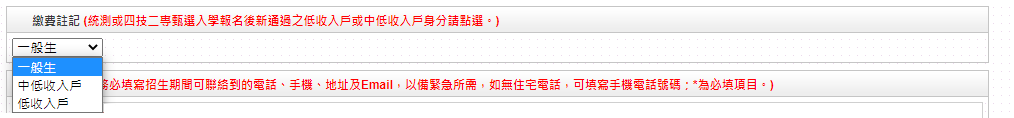 繳費註記 (統測或四技二專甄選入學報名後新通過之低收入戶或中低收入戶身分請點選。)
一般生
一般生
務必填寫招生期間可聯絡到的電話、手機、地址及Email，以備緊急所需，如無住宅電話，可填寫手機電話號碼；*為必填項目。)
中低收入戶
低收入戶